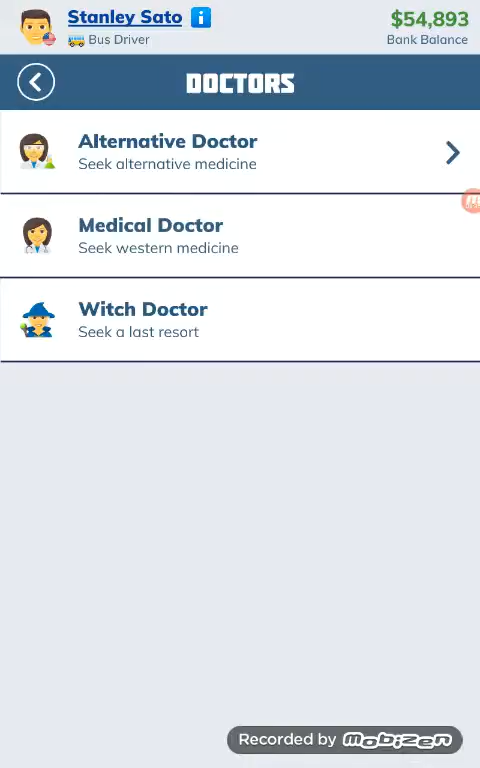 Stanley Sato i
$54,893
Bus Driver
Bank Balance
DOCTORS
Alternative Doctor
Seek alternative medicine
Medical Doctor
Seek western medicine
Witch Doctor
Seek a last resort
Recorded by mobizen